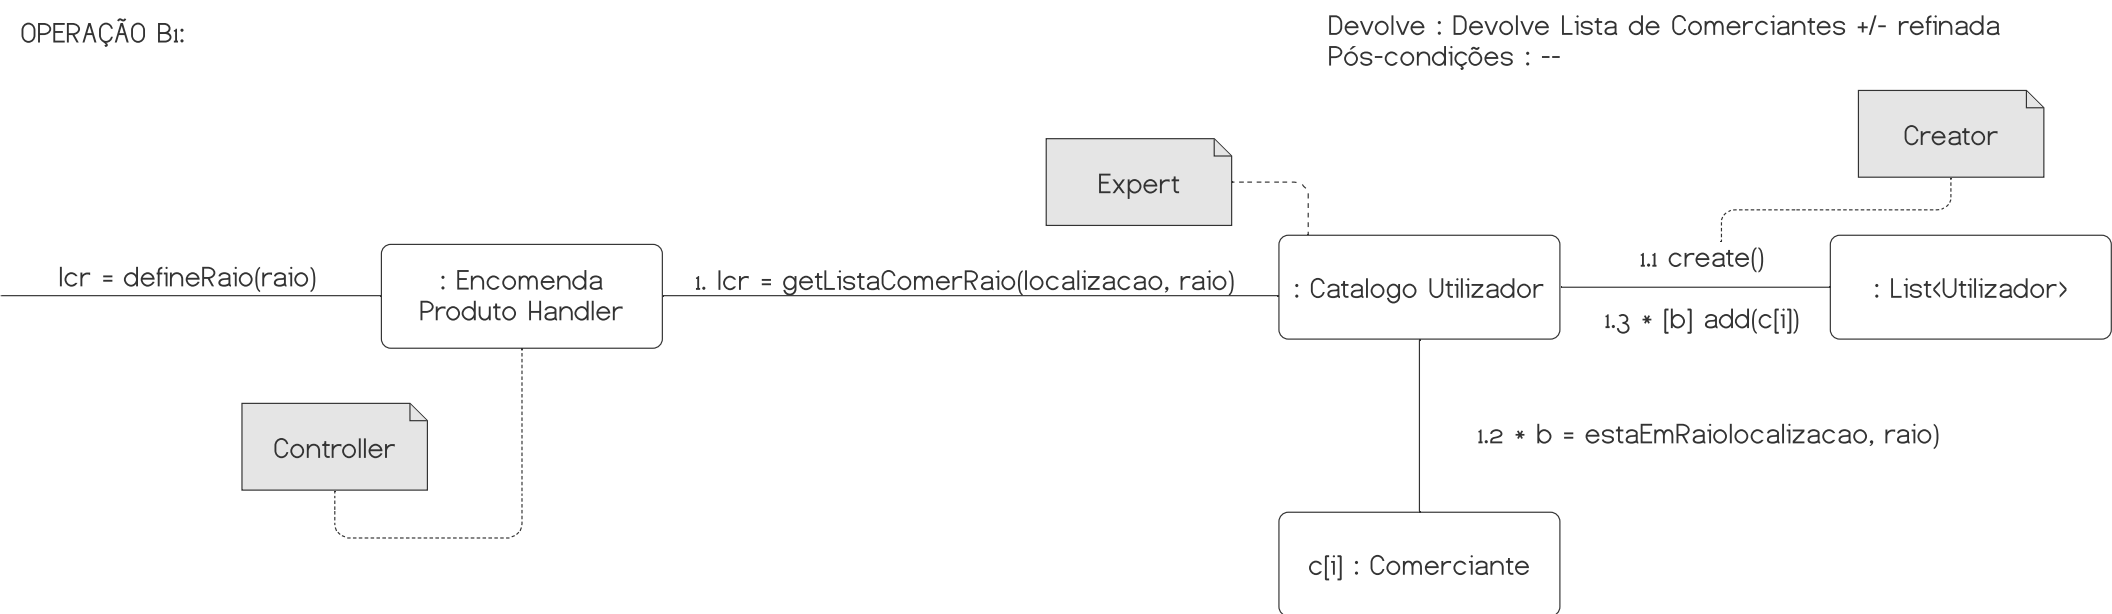 OPERAÇÃO B1:
Devolve : Devolve Lista de Comerciantes +/- refinada
Pós-condições : --
Creator
Expert
lcr = defineRaio(raio)
: Encomenda
Produto Handler
1. lcr = getListaComerRaio(localizacao, raio)
: Catalogo Utilizador
1.1 create()
1.3 * [b] add(c[i])
: List<Utilizador>
Controller
1.2 * b = estaEmRaiolocalizacao, raio)
c[i] : Comerciante